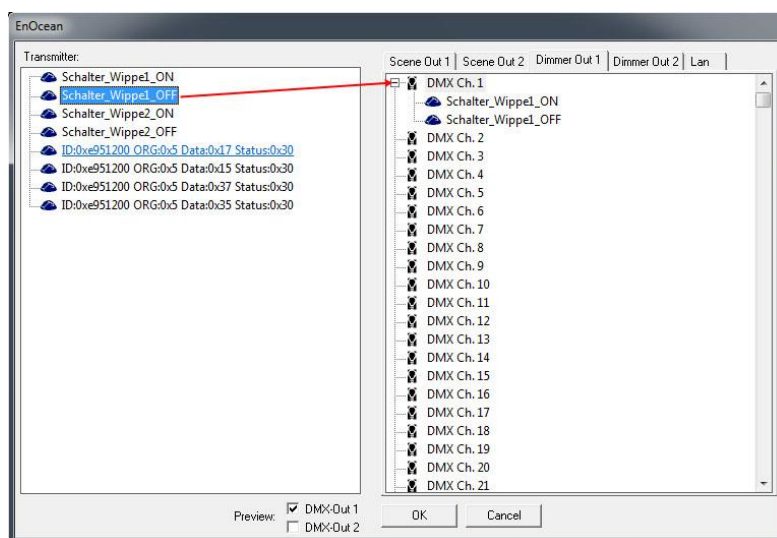 EnOcean
Transmitter:
Schalter_Wippe1_ON
Schalter_Wippe1_OFF
Schalter_Wippe2_ON
Schalter_Wippe2_OFF
ID:0xe951200 ORG:0x5 Data:0x17 Status:0x30
ID:0xe951200 ORG:0x5 Data:0x15 Status:0x30
ID:0xe951200 ORG:0x5 Data:0x37 Status:0x30
ID:0xe951200 ORG:0x5 Data:0x35 Status:0x30
Scene Out 1 Scene Out 2 Dimmer Out 1 Dimmer Out 2 Lan
DMX Ch. 1
Schalter_Wippe1_ON
Schalter_Wippe1_OFF
DMX Ch. 2
DMX Ch. 3
DMX Ch. 4
DMX Ch. 5
DMX Ch. 6
DMX Ch. 7
DMX Ch. 8
DMX Ch. 9
DMX Ch. 10
DMX Ch. 11
DMX Ch. 12
DMX Ch. 13
DMX Ch. 14
DMX Ch. 15
DMX Ch. 16
DMX Ch. 17
DMX Ch. 18
DMX Ch. 19
DMX Ch. 20
DMX Ch. 21
Preview: DMX-Out 1
DMX-Out 2
OK Cancel